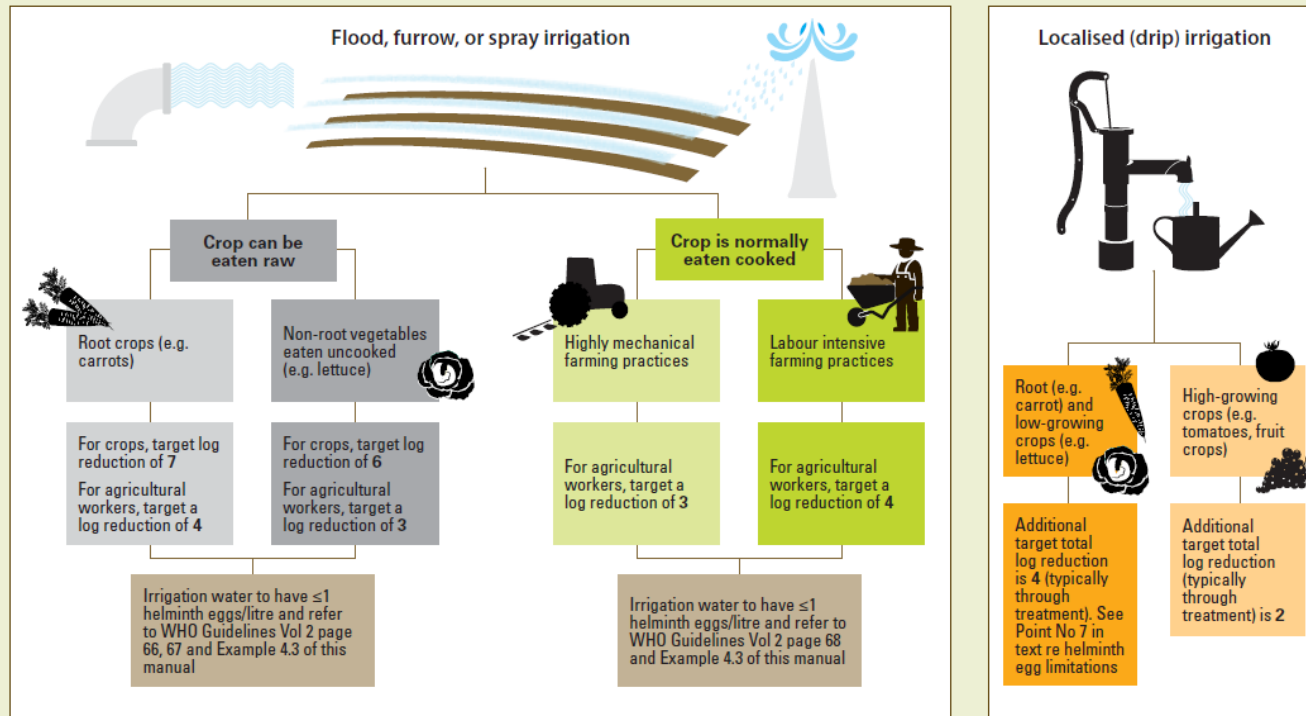 Flood, furrow, or spray irrigation
Crop can be
eaten raw
Crop is normally
eaten cooked
Root crops (e.g.
carrots)
Non-root vegetables
eaten uncooked
(e.g. lettuce)
Highly mechanical
farming practices
Labour intensive
farming practices
For crops, target log
reduction of 7
For agricultural
workers, target a
log reduction of 4
For crops, target log
reduction of 6
For agricultural
workers, target a
log reduction of 3
For agricultural
workers, target a
log reduction of 3
For agricultural
workers, target a
log reduction of 4
Irrigation water to have ≤1
helminth eggs/litre and refer
to WHO Guidelines Vol 2 page
66, 67 and Example 4.3 of this
manual
Irrigation water to have ≤1
helminth eggs/litre and refer to
WHO Guidelines Vol 2 page 68
and Example 4.3 of this manual
Localised (drip) irrigation
Root (e.g.
carrot) and
low-growing
crops (e.g.
lettuce)
High-growing
crops (e.g.
tomatoes, fruit
crops)
Additional
target total
log reduction
is 4 (typically
through
treatment). See
Point No 7 in
text re helminth
egg limitations
Additional
target total
log reduction
(typically
through
treatment) is 2